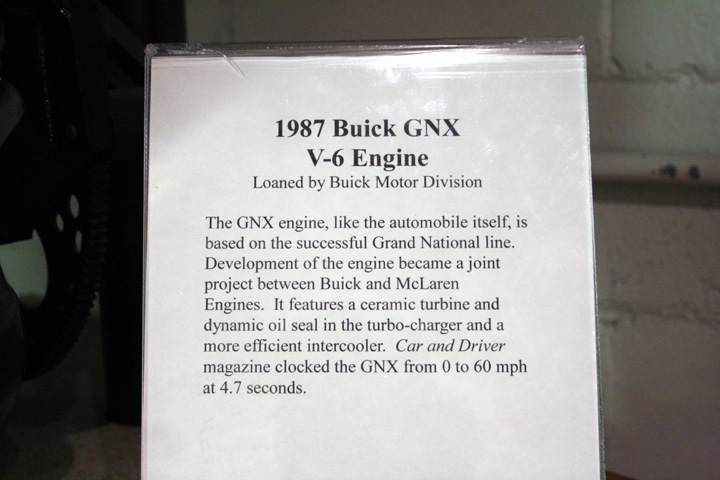 1987 Buick GNX
V-6 Engine
Loaned by Buick Motor Division
The GNX engine, like the automobile itself, is
based on the successful Grand National line.
Development of the engine became a joint
project between Buick and McLaren
Engines.  It features a ceramic turbine and
dynamic oil seal in the turbo-charger and a
more efficient intercooler.  Car and Driver
magazine clocked the GNX from 0 to 60 mph
at 4.7 seconds.